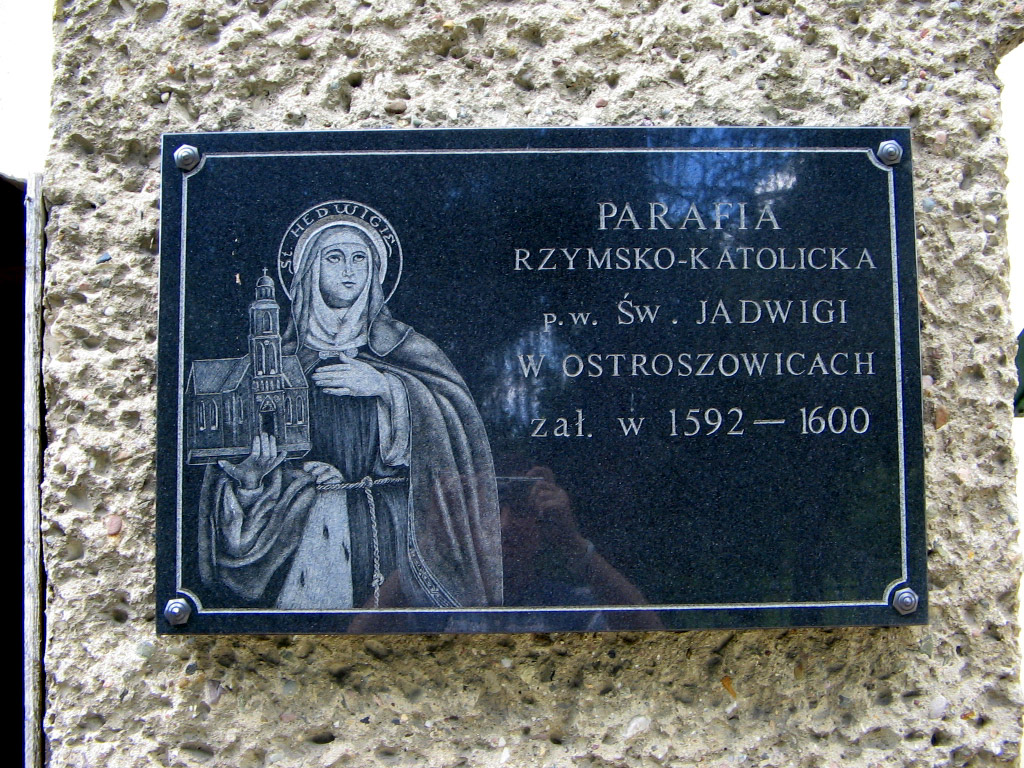 St. HEDWIGIS
PARAFIA
RZYMSKO-KATOLICKA
p.w. Św. JADWIGI
W OSTROSZOWICACH
zał. w 1592 — 1600